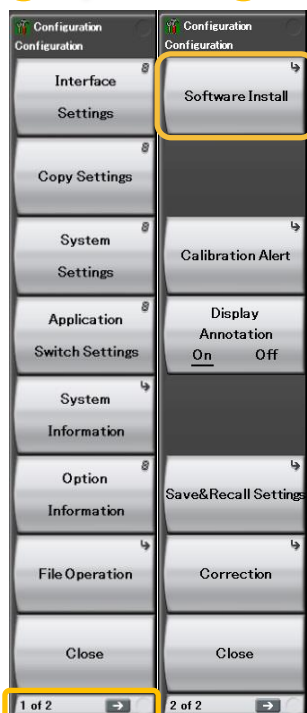 Configuration
Configuration
Interface
Settings
Copy Settings
System
Settings
Application
Switch Settings
System
Information
Option
Information
File Operation
Close
1 of 2
Configuration
Configuration
Software Install
Calibration Alert
Display
Annotation
On Off
Save&Recall Settings
Correction
Close
2 of 2